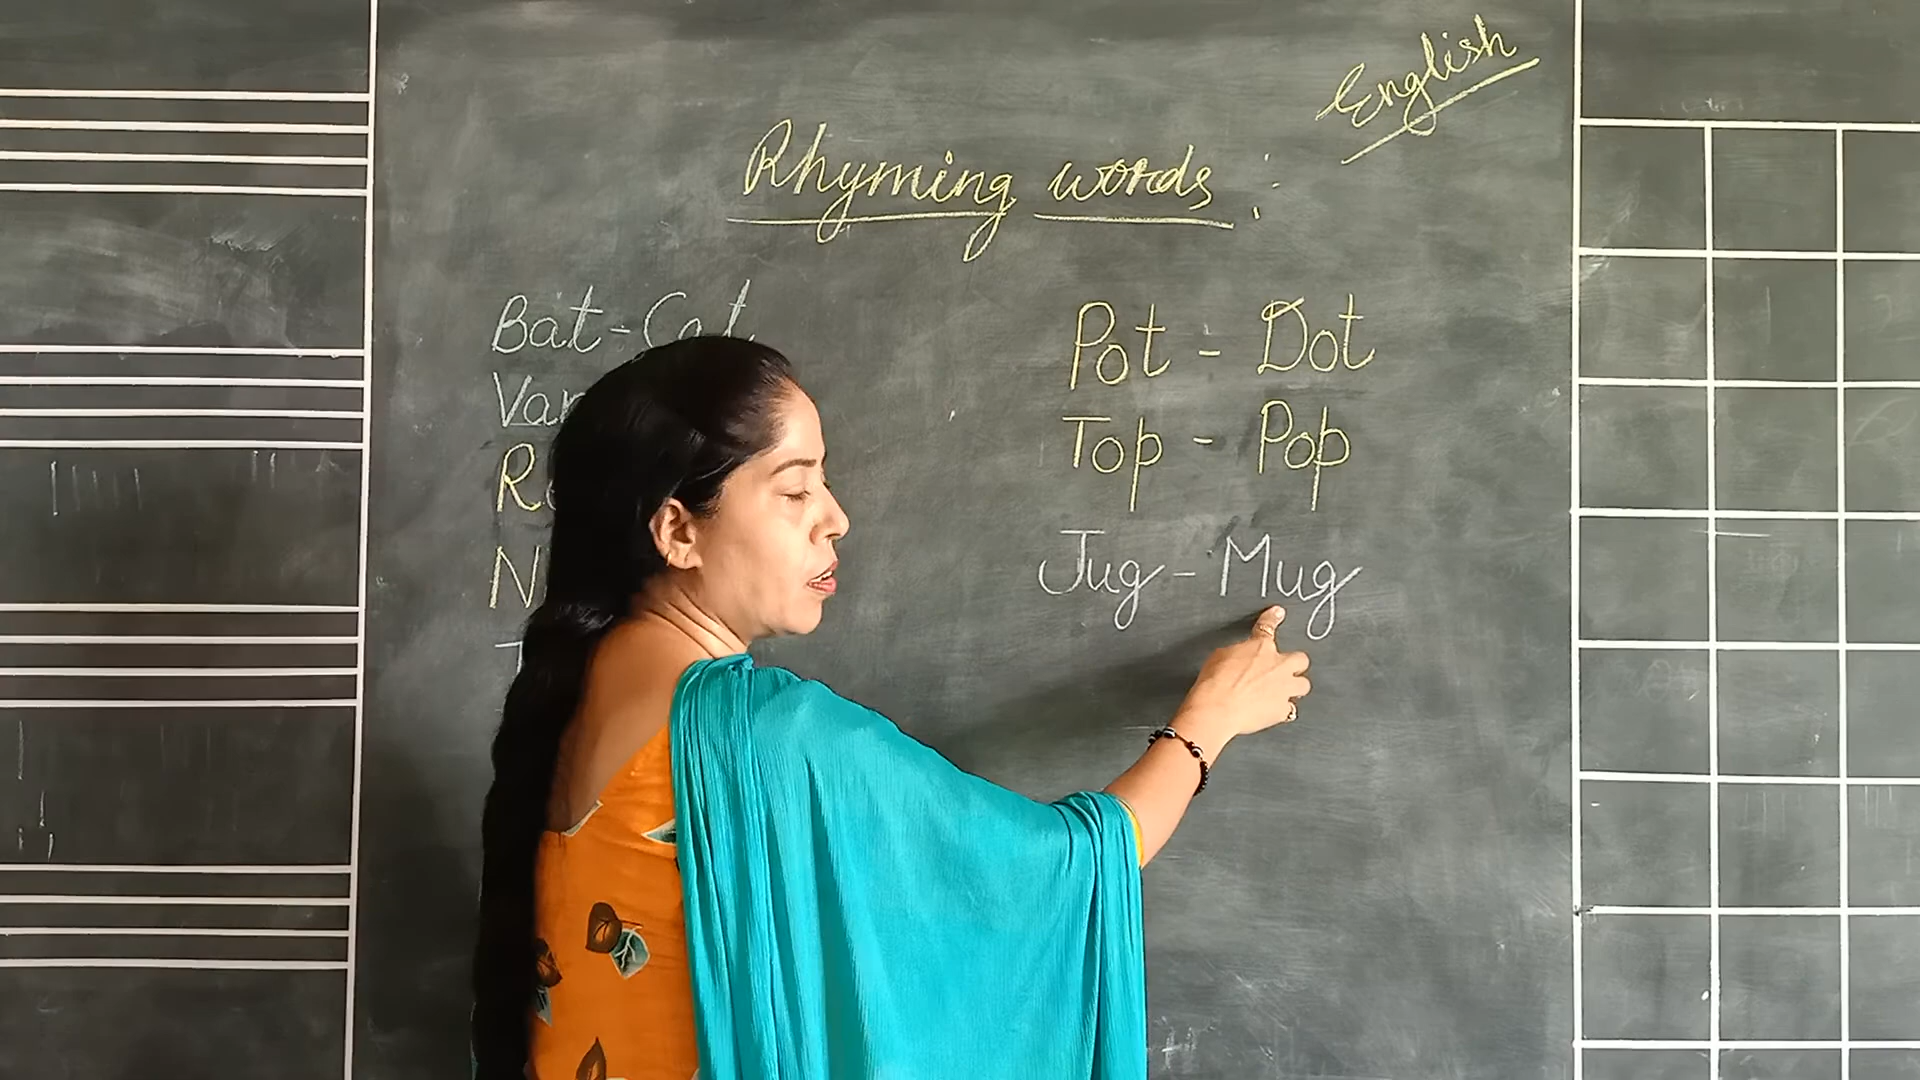 English
Rhyming words :
Bat - Cat
Pot - Dot
Top - Pop
Jug - Mug